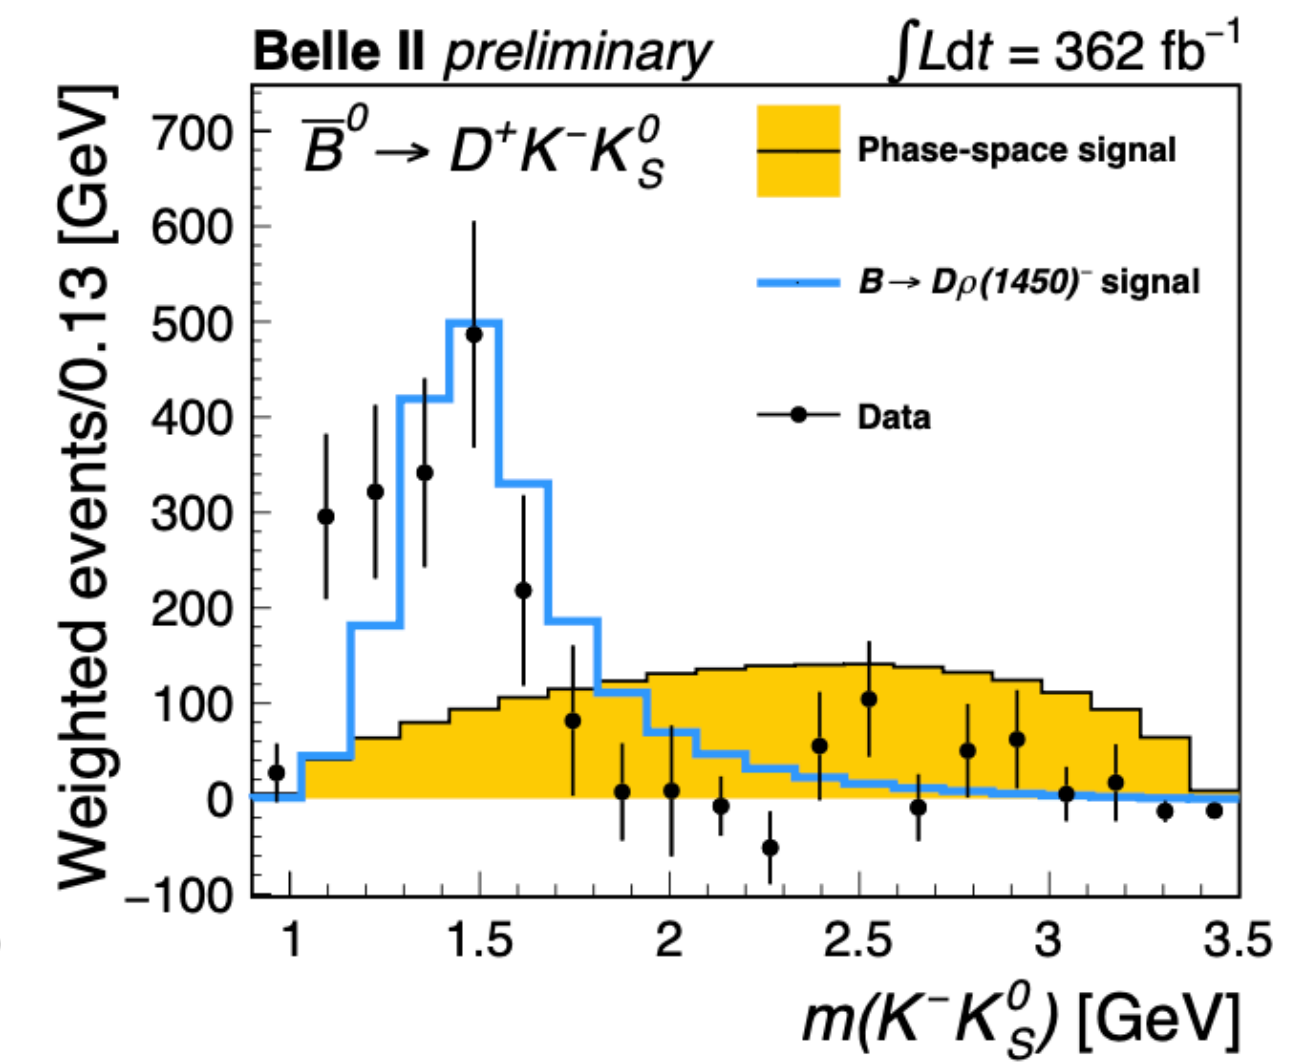 Belle II preliminary ∫Ldt = 362 fb⁻¹
B̅⁰ → D⁺K⁻K⁰_S
Phase-space signal
B → Dρ(1450)⁻ signal
Data
Weighted events/0.13 [GeV]
700
600
500
400
300
200
100
0
−100
1 1.5 2 2.5 3 3.5
m(K⁻K⁰_S) [GeV]